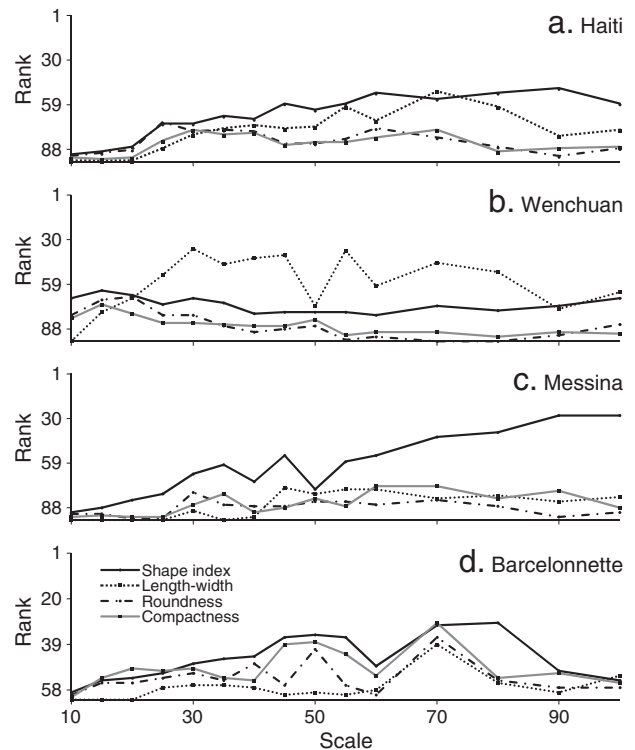 a. Haiti
1
30
59
88
Rank
b. Wenchuan
1
30
59
88
Rank
c. Messina
1
30
59
88
Rank
d. Barcelonnette
1
20
39
58
Rank
Shape index
Length-width
Roundness
Compactness
10 30 50 70 90
Scale